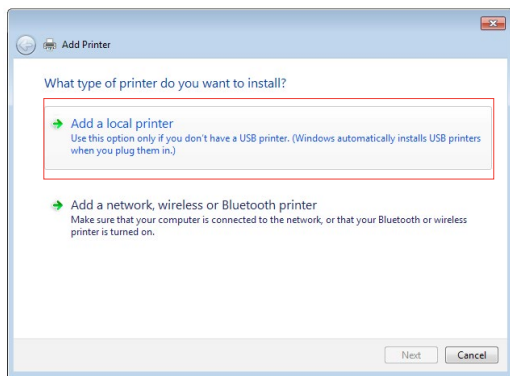 Add Printer
What type of printer do you want to install?
Add a local printer
Use this option only if you don't have a USB printer. (Windows automatically installs USB printers
when you plug them in.)
Add a network, wireless or Bluetooth printer
Make sure that your computer is connected to the network, or that your Bluetooth or wireless
printer is turned on.
Next Cancel